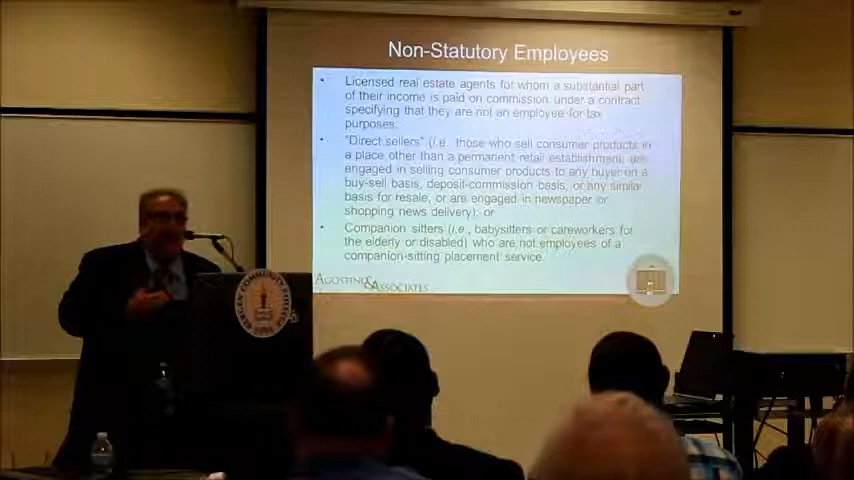 Non-Statutory Employees
• Licensed real estate agents for whom a substantial part
of their income is paid on commission under a contract
specifying that they are not an employee for tax
purposes.
• "Direct sellers" (i.e. those who sell consumer products in
a place other than a permanent retail establishment, are
engaged in selling consumer products to any buyer on a
buy-sell basis, deposit-commission basis, or any similar
basis for resale, or are engaged in newspaper or
shopping news delivery); or
• Companion sitters (i.e., babysitters or careworkers for
the elderly or disabled) who are not employees of a
companion-sitting placement service.
AGOSTINO & ASSOCIATES
BERGEN COMMUNITY COLLEGE